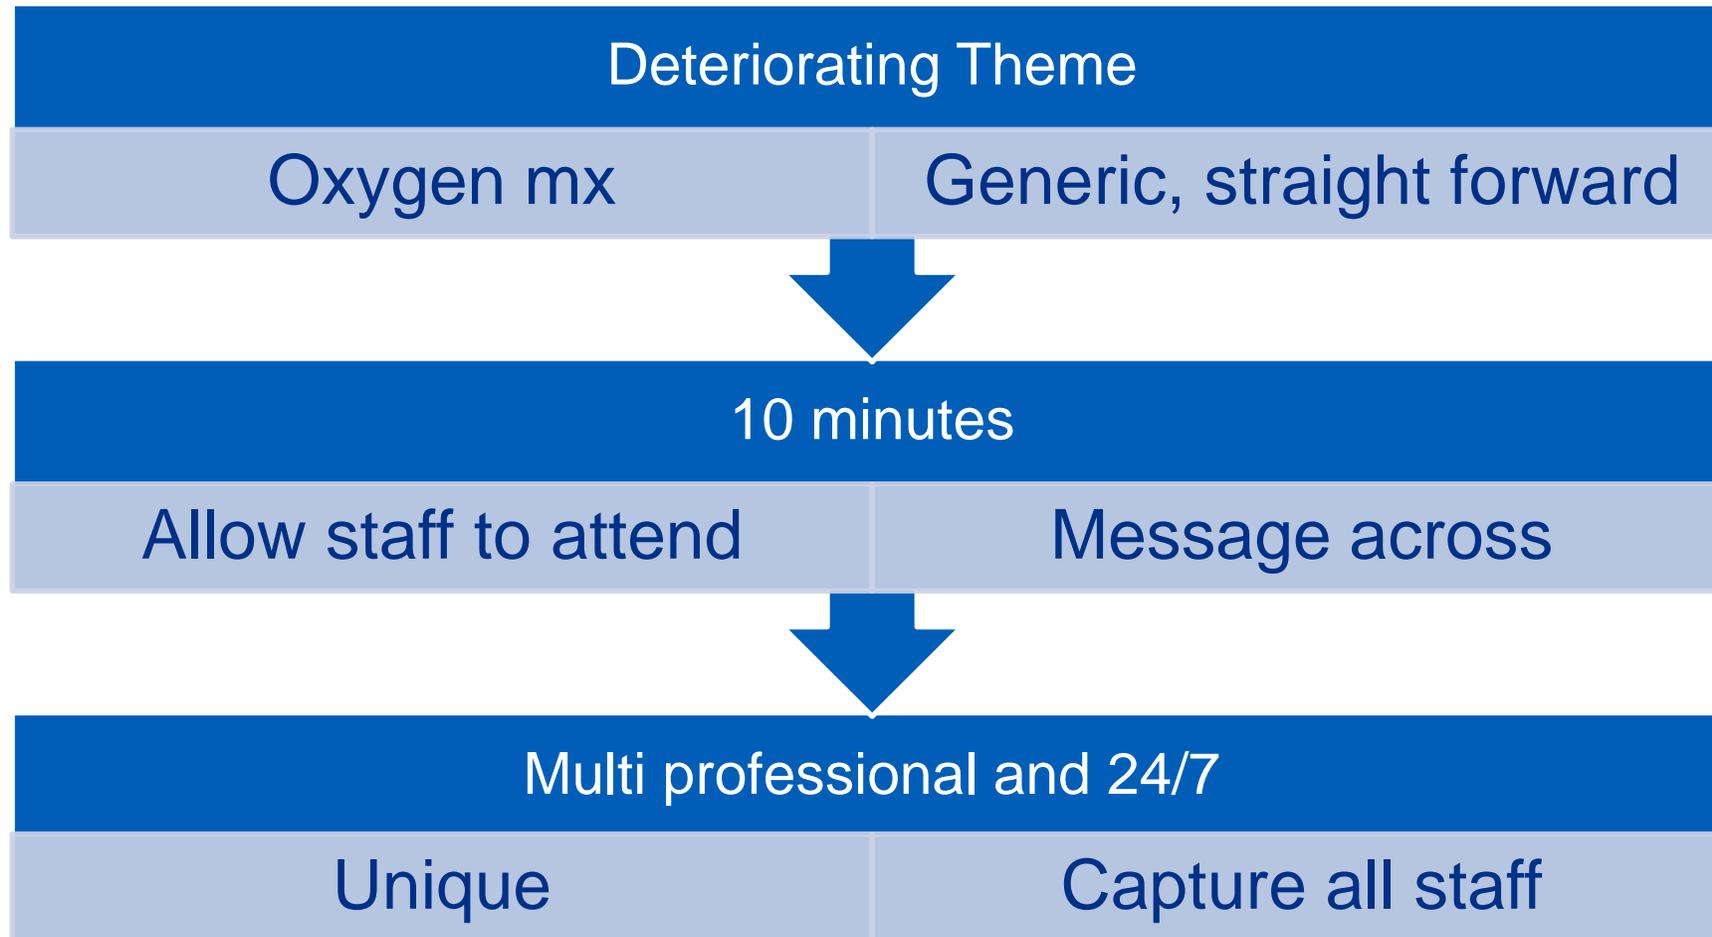 Deteriorating Theme
Oxygen mx
Generic, straight forward
10 minutes
Allow staff to attend
Message across
Multi professional and 24/7
Unique
Capture all staff